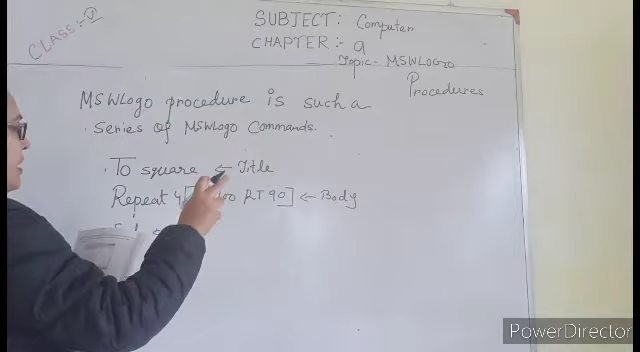 CLASS:- V
SUBJECT: Computer
CHAPTER:- 9
Topic- MSWLOGO
Procedures
MSWLogo procedure is such a
Series of MSWLogo Commands.
To square ← Title
Repeat 4[ 100 RT 90] ← Body
PowerDirector